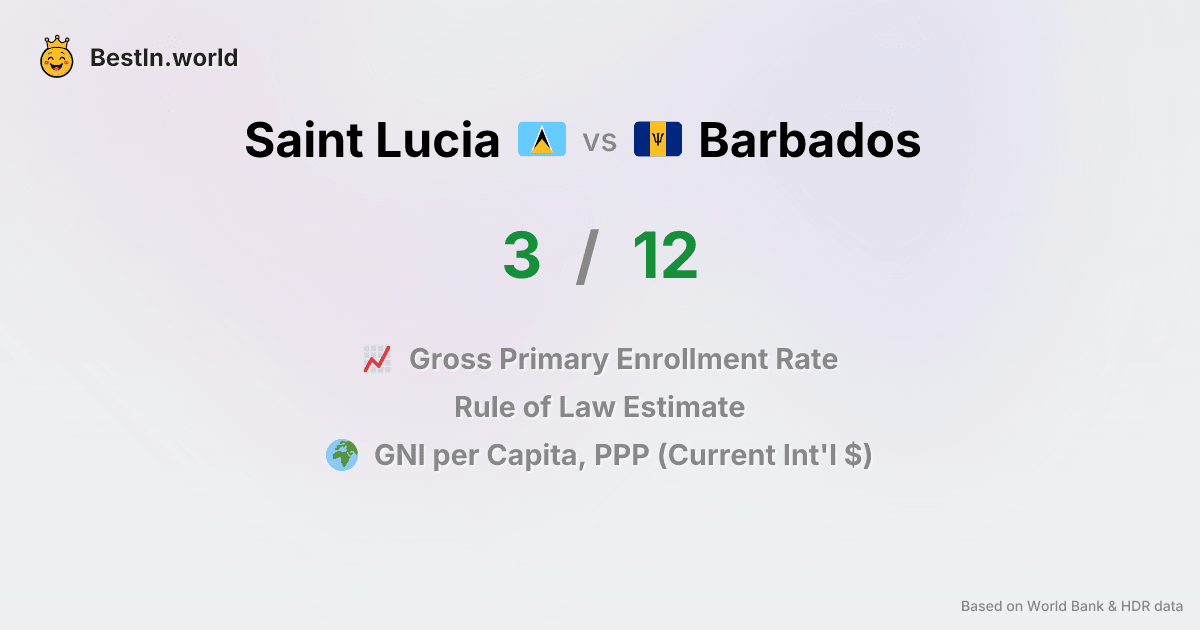 BestIn.world
Saint Lucia vs Barbados
3 / 12
Gross Primary Enrollment Rate
Rule of Law Estimate
GNI per Capita, PPP (Current Int'l $)
Based on World Bank & HDR data